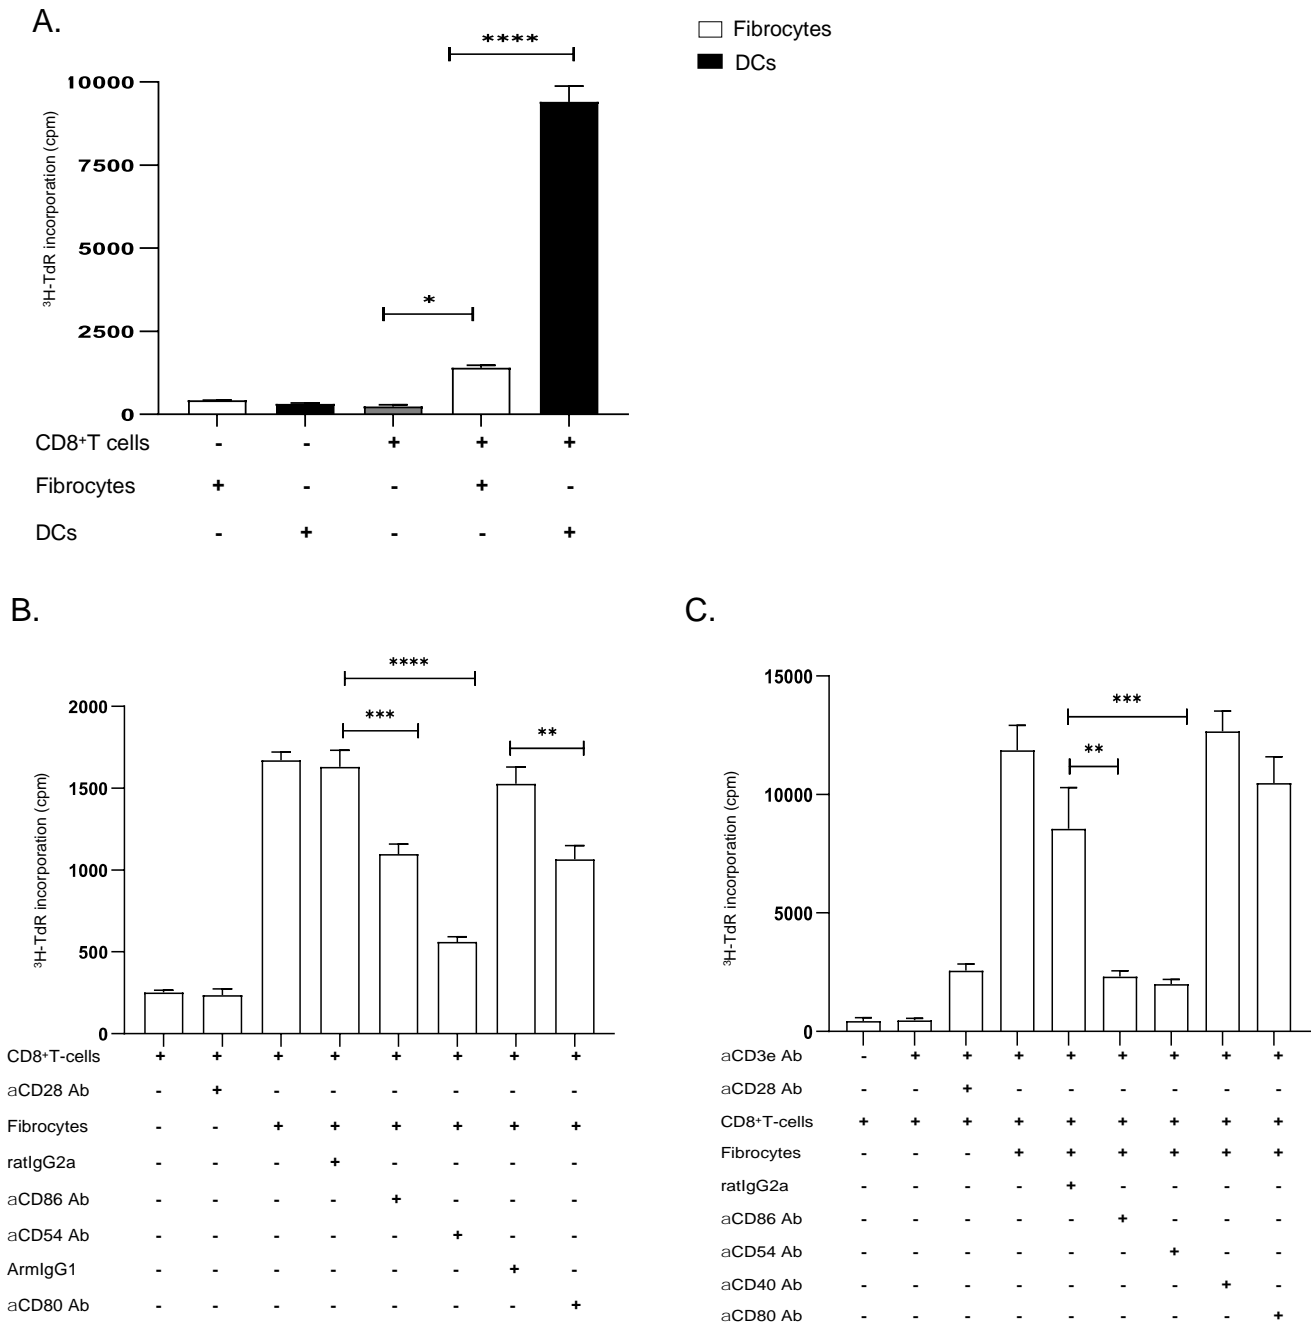 A.
Fibrocytes
DCs
****
*
10000
7500
5000
2500
0
³H-TdR incorporation (cpm)
CD8⁺T cells - - + + +
Fibrocytes + - - + -
DCs - + - - +
B.
****
***
**
2000
1500
1000
500
0
³H-TdR incorporation (cpm)
CD8⁺T-cells + + + + + + + +
aCD28 Ab - + - - - - - -
Fibrocytes - - + + + + + +
ratIgG2a - - - + - - - -
aCD86 Ab - - - - + - - -
aCD54 Ab - - - - - + - -
ArmIgG1 - - - - - - + -
aCD80 Ab - - - - - - - +
C.
***
**
15000
10000
5000
0
³H-TdR incorporation (cpm)
aCD3e Ab - + + + + + + + +
aCD28 Ab - - + - - - - - -
CD8⁺T-cells + + + + + + + + +
Fibrocytes - - - + + + + + +
ratIgG2a - - - - + - - - -
aCD86 Ab - - - - - + - - -
aCD54 Ab - - - - - - + - -
aCD40 Ab - - - - - - - + -
aCD80 Ab - - - - - - - - +